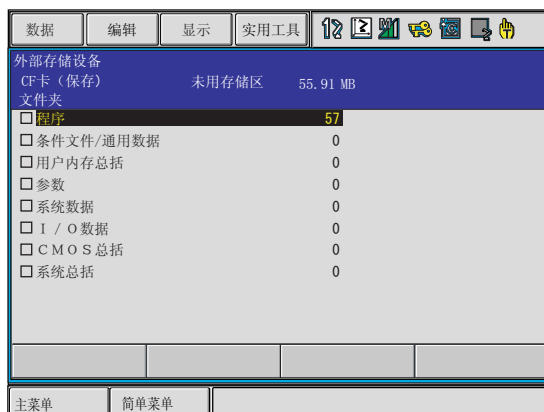 数据 编辑 显示 实用工具
外部存储设备
CF卡（保存） 未用存储区 55.91 MB
文件夹
程序 57
条件文件/通用数据 0
用户内存总括 0
参数 0
系统数据 0
Ｉ／Ｏ数据 0
ＣＭＯＳ总括 0
系统总括 0
主菜单 简单菜单